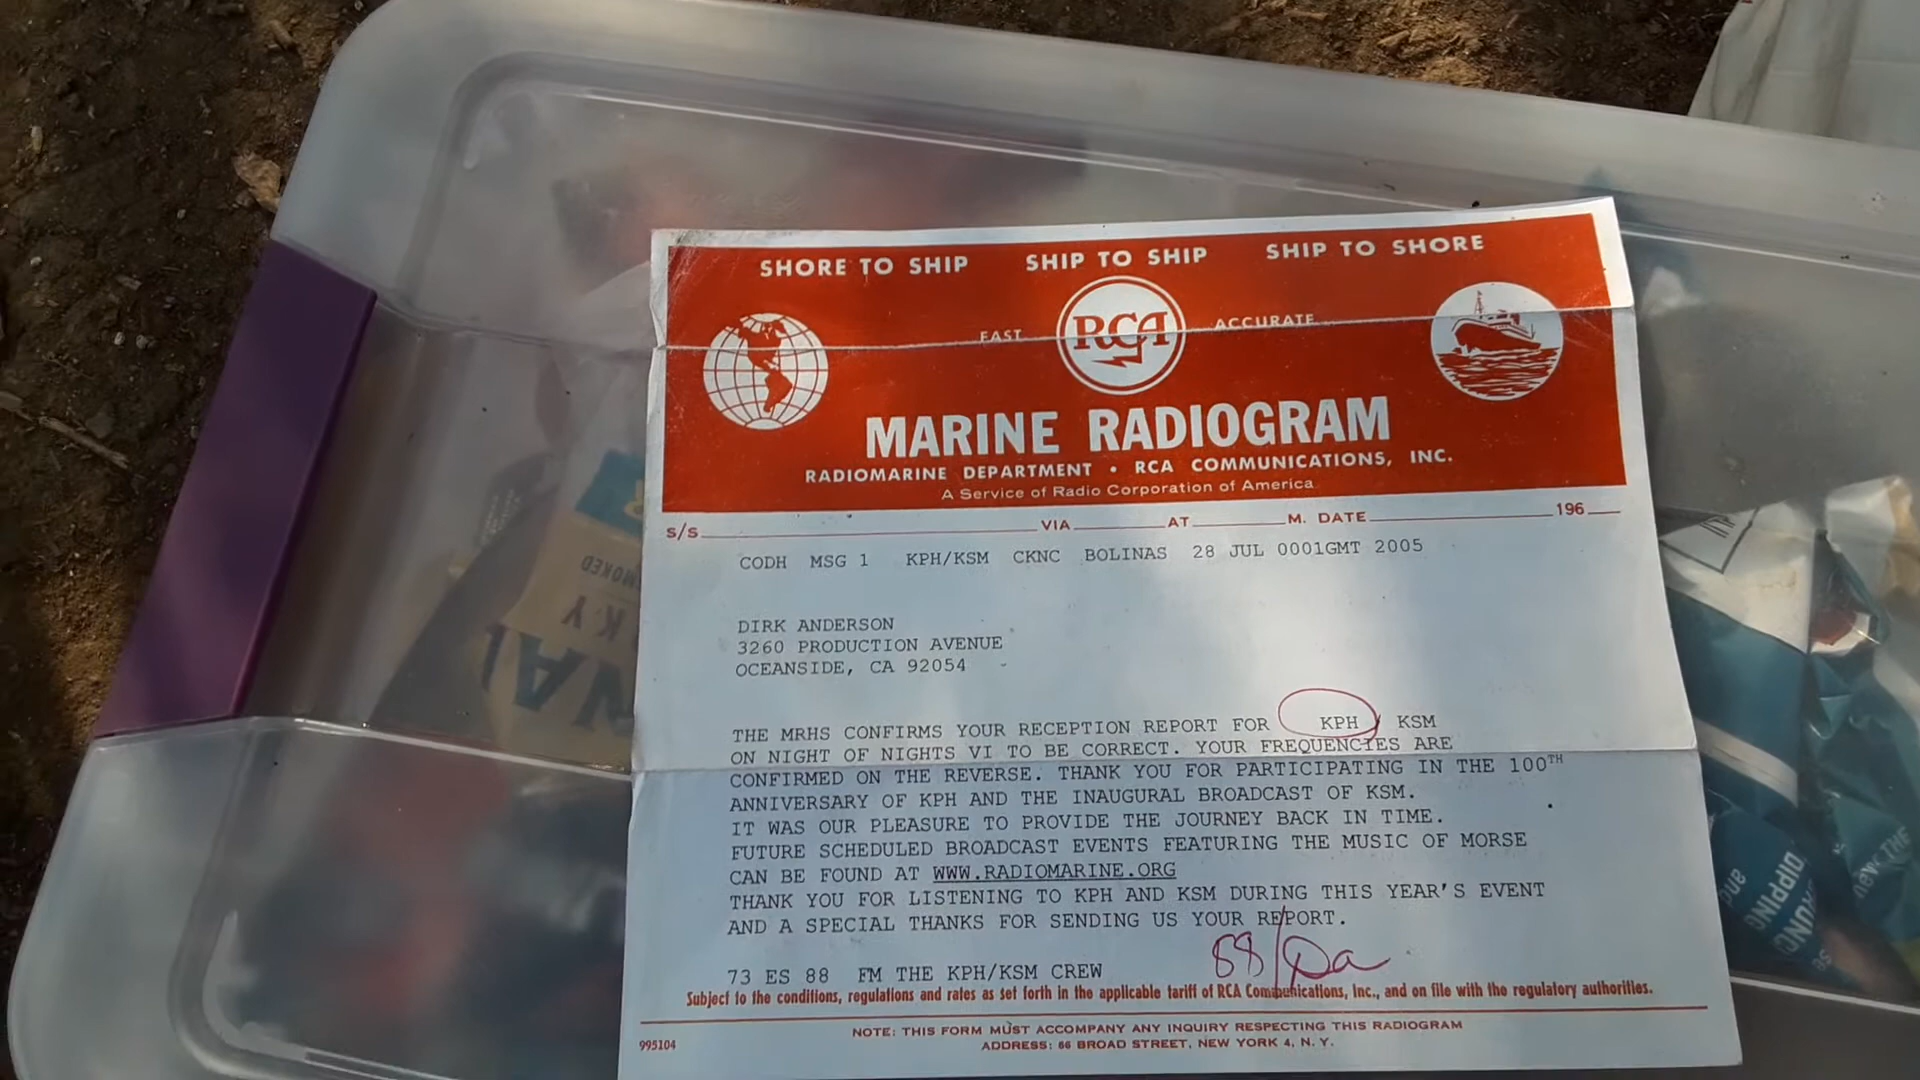 SHORE TO SHIP SHIP TO SHIP SHIP TO SHORE
FAST RCA ACCURATE
MARINE RADIOGRAM
RADIOMARINE DEPARTMENT • RCA COMMUNICATIONS, INC.
A Service of Radio Corporation of America
S/S VIA AT M. DATE 196
CODH MSG 1 KPH/KSM CKNC BOLINAS 28 JUL 0001GMT 2005
DIRK ANDERSON
3260 PRODUCTION AVENUE
OCEANSIDE, CA 92054
THE MRHS CONFIRMS YOUR RECEPTION REPORT FOR KPH / KSM
ON NIGHT OF NIGHTS VI TO BE CORRECT. YOUR FREQUENCIES ARE
CONFIRMED ON THE REVERSE. THANK YOU FOR PARTICIPATING IN THE 100TH
ANNIVERSARY OF KPH AND THE INAUGURAL BROADCAST OF KSM.
IT WAS OUR PLEASURE TO PROVIDE THE JOURNEY BACK IN TIME.
FUTURE SCHEDULED BROADCAST EVENTS FEATURING THE MUSIC OF MORSE
CAN BE FOUND AT WWW.RADIOMARINE.ORG
THANK YOU FOR LISTENING TO KPH AND KSM DURING THIS YEAR'S EVENT
AND A SPECIAL THANKS FOR SENDING US YOUR REPORT.
88/Da
73 ES 88 FM THE KPH/KSM CREW
Subject to the conditions, regulations and rates as set forth in the applicable tariff of RCA Communications, Inc., and on file with the regulatory authorities.
NOTE: THIS FORM MUST ACCOMPANY ANY INQUIRY RESPECTING THIS RADIOGRAM
995104 ADDRESS: 66 BROAD STREET, NEW YORK 4, N. Y.
SMOKED
and
DIPPING